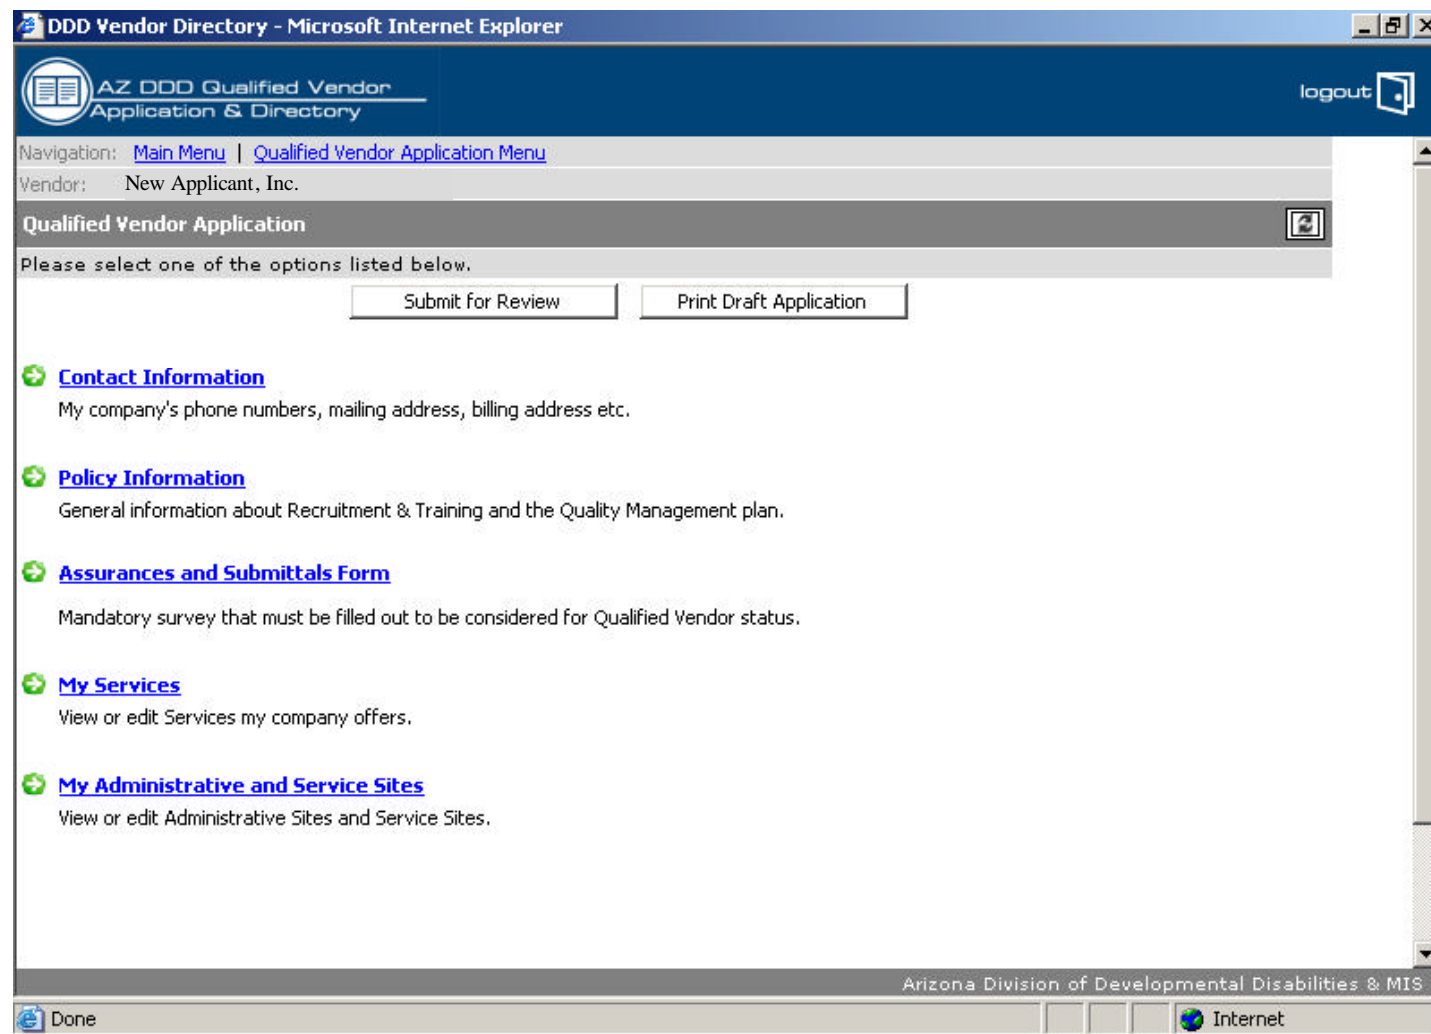 DDD Vendor Directory - Microsoft Internet Explorer
AZ DDD Qualified Vendor
Application & Directory
logout
Navigation: Main Menu | Qualified Vendor Application Menu
Vendor: New Applicant, Inc.
Qualified Vendor Application
Please select one of the options listed below.
Submit for Review Print Draft Application
Contact Information
My company's phone numbers, mailing address, billing address etc.
Policy Information
General information about Recruitment & Training and the Quality Management plan.
Assurances and Submittals Form
Mandatory survey that must be filled out to be considered for Qualified Vendor status.
My Services
View or edit Services my company offers.
My Administrative and Service Sites
View or edit Administrative Sites and Service Sites.
Arizona Division of Developmental Disabilities & MIS
Done Internet